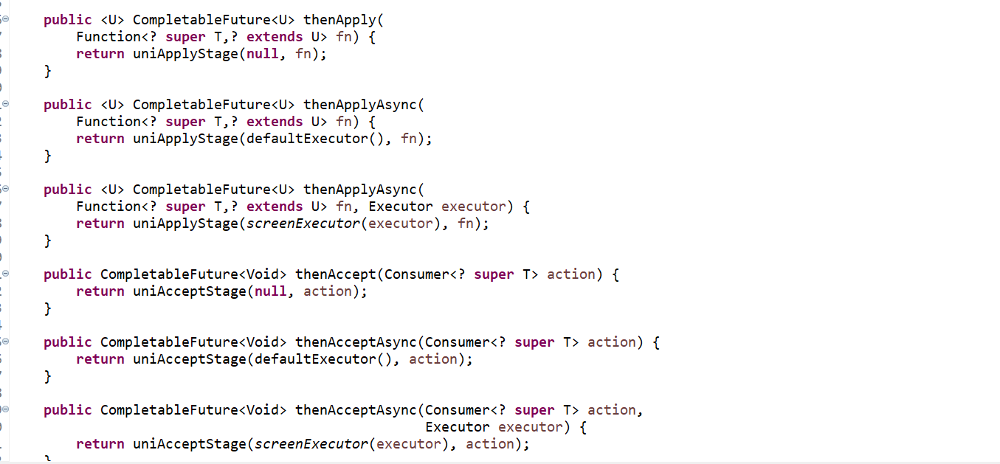 public <U> CompletableFuture<U> thenApply(
Function<? super T,? extends U> fn) {
return uniApplyStage(null, fn);
}
public <U> CompletableFuture<U> thenApplyAsync(
Function<? super T,? extends U> fn) {
return uniApplyStage(defaultExecutor(), fn);
}
public <U> CompletableFuture<U> thenApplyAsync(
Function<? super T,? extends U> fn, Executor executor) {
return uniApplyStage(screenExecutor(executor), fn);
}
public CompletableFuture<Void> thenAccept(Consumer<? super T> action) {
return uniAcceptStage(null, action);
}
public CompletableFuture<Void> thenAcceptAsync(Consumer<? super T> action) {
return uniAcceptStage(defaultExecutor(), action);
}
public CompletableFuture<Void> thenAcceptAsync(Consumer<? super T> action,
Executor executor) {
return uniAcceptStage(screenExecutor(executor), action);
}